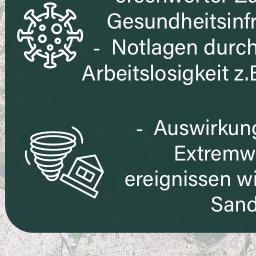 Gesundheitsinfr
- Notlagen durch
Arbeitslosigkeit z.B
- Auswirkung
Extremw
ereignissen wi
Sand